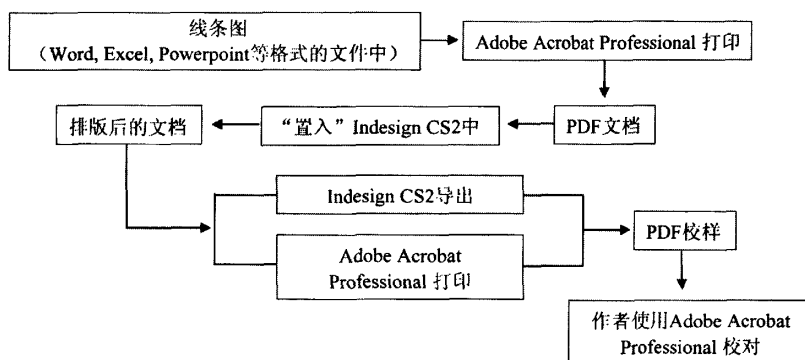 线条图
（Word, Excel, Powerpoint等格式的文件中）
Adobe Acrobat Professional 打印
PDF文档
“置入”Indesign CS2中
排版后的文档
Indesign CS2导出
Adobe Acrobat
Professional 打印
PDF校样
作者使用Adobe Acrobat
Professional 校对